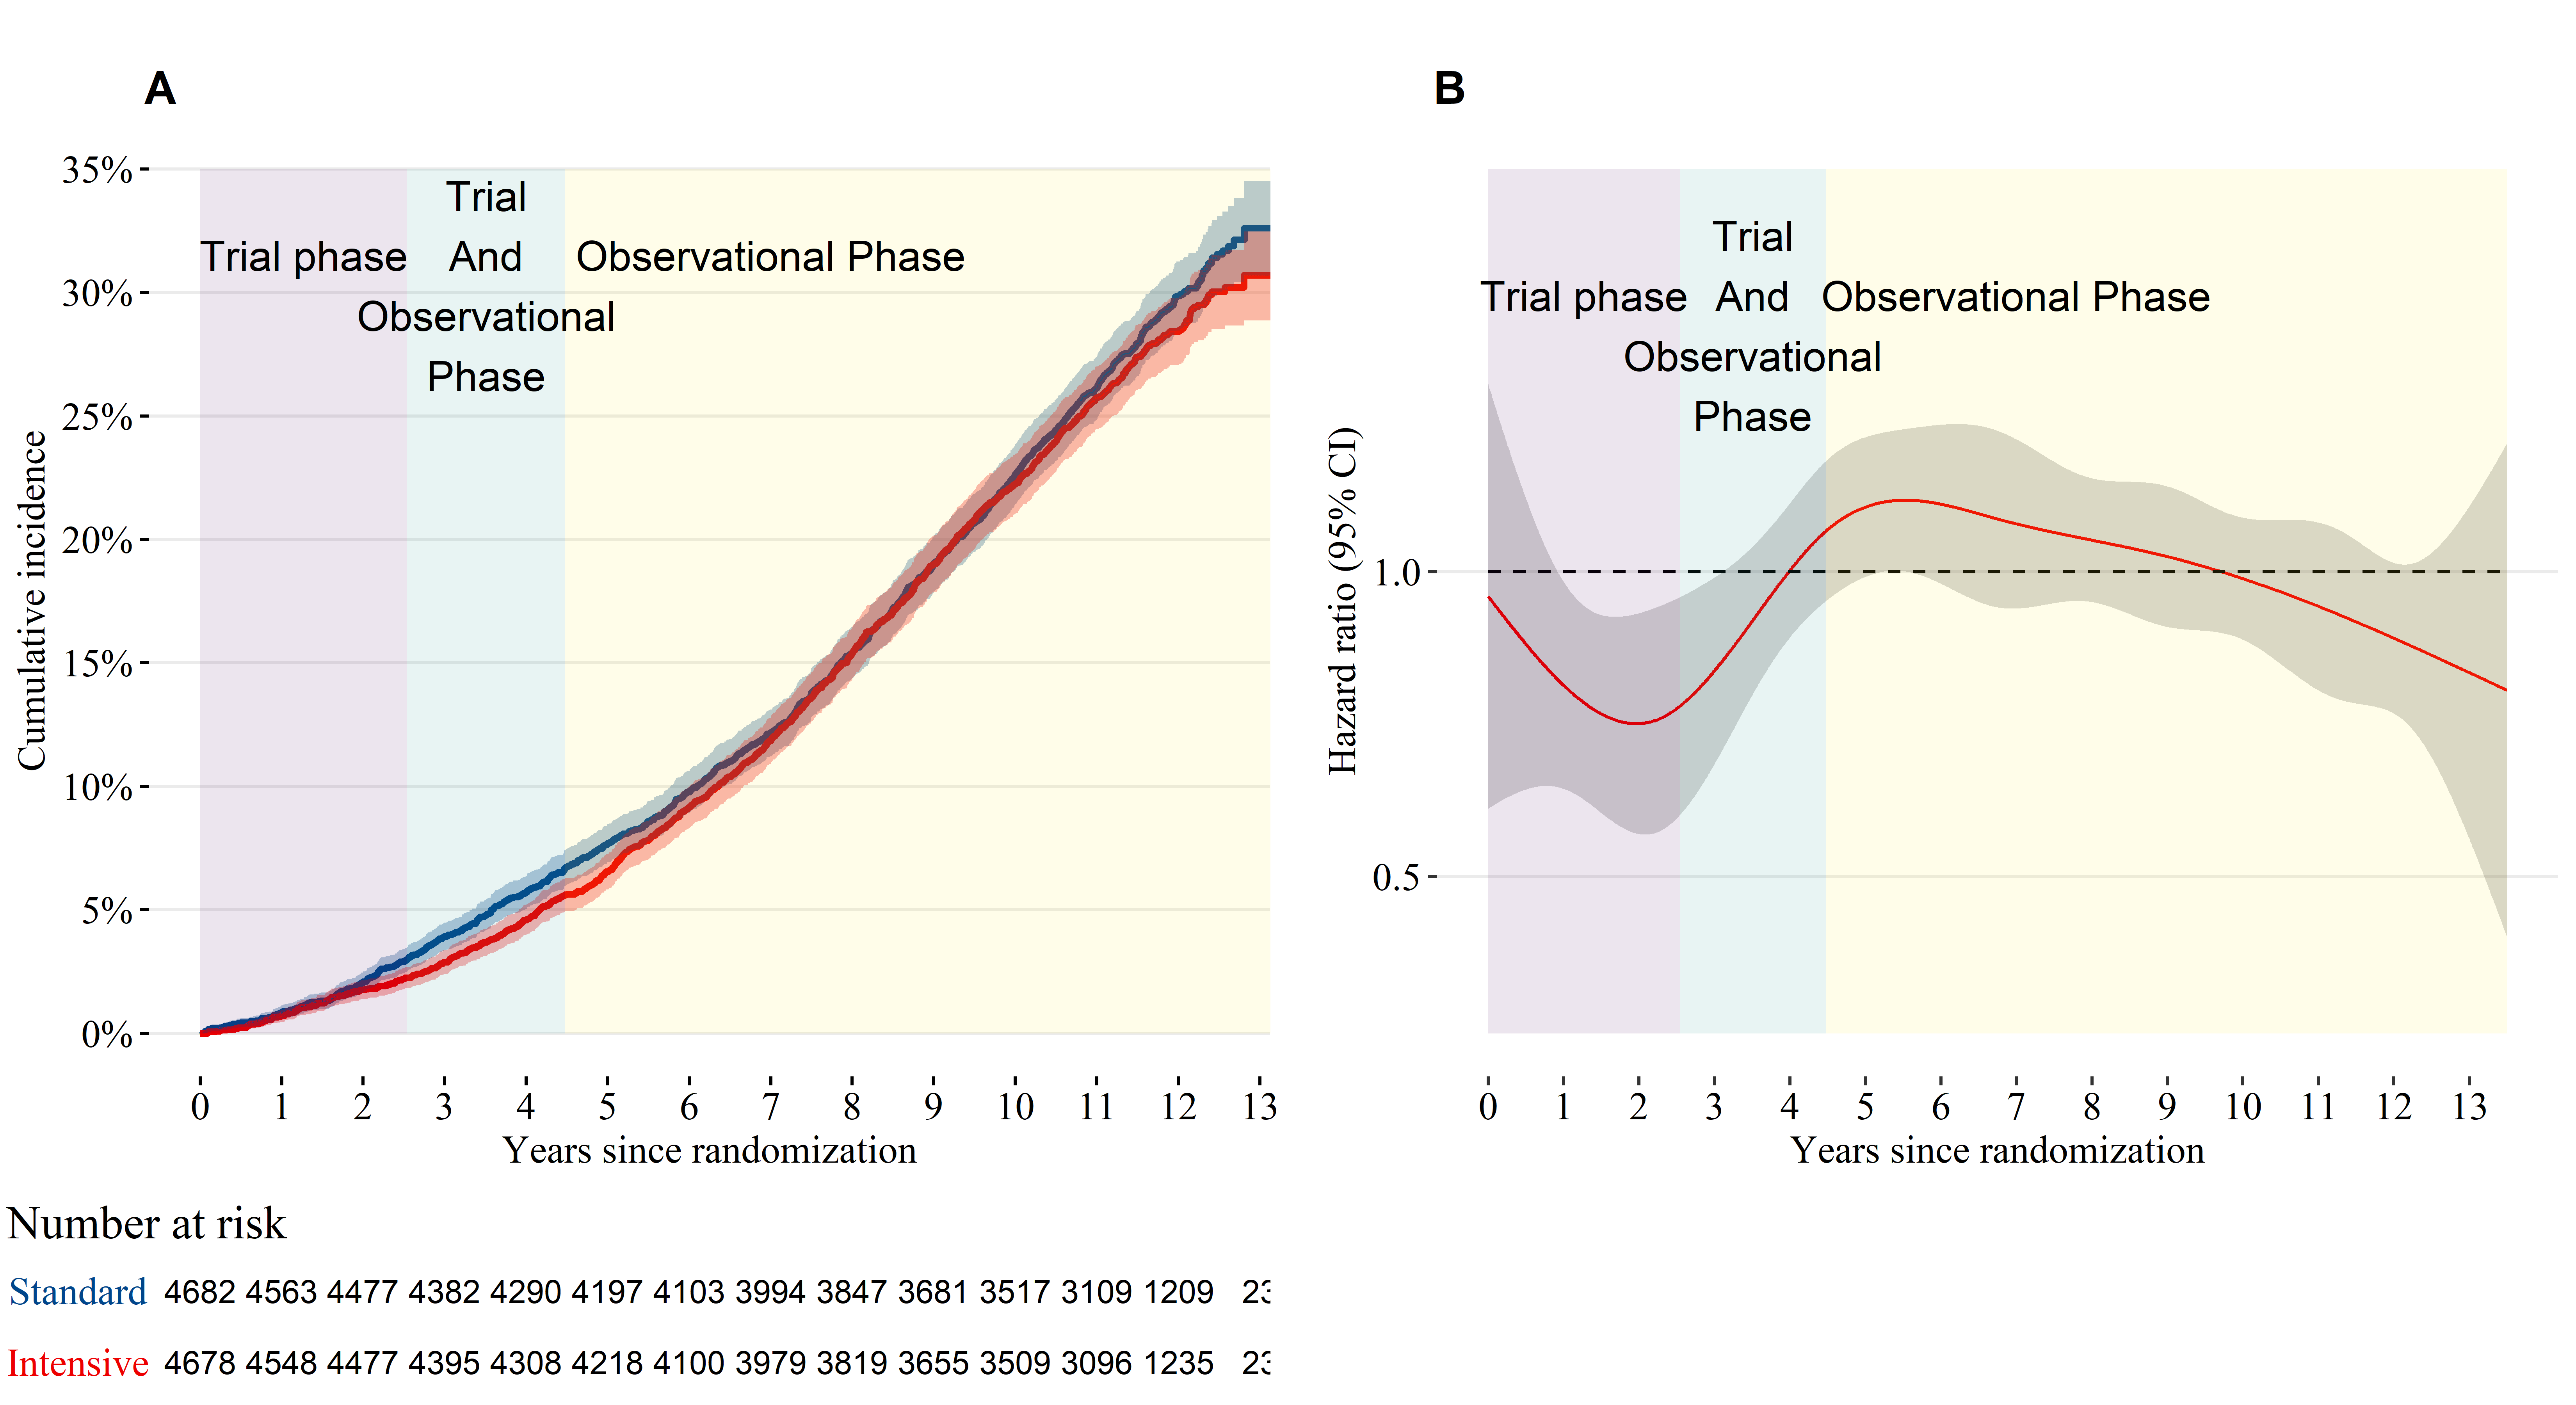 A
35%
30%
25%
20%
15%
10%
5%
0%
Cumulative incidence
Trial phase
Trial
And
Observational
Phase
Observational Phase
0 1 2 3 4 5 6 7 8 9 10 11 12 13
Years since randomization
Number at risk
Standard 4682 4563 4477 4382 4290 4197 4103 3994 3847 3681 3517 3109 1209
Intensive 4678 4548 4477 4395 4308 4218 4100 3979 3819 3655 3509 3096 1235
B
Hazard ratio (95% CI)
1.0
0.5
Trial phase
Trial
And
Observational
Phase
Observational Phase
0 1 2 3 4 5 6 7 8 9 10 11 12 13
Years since randomization